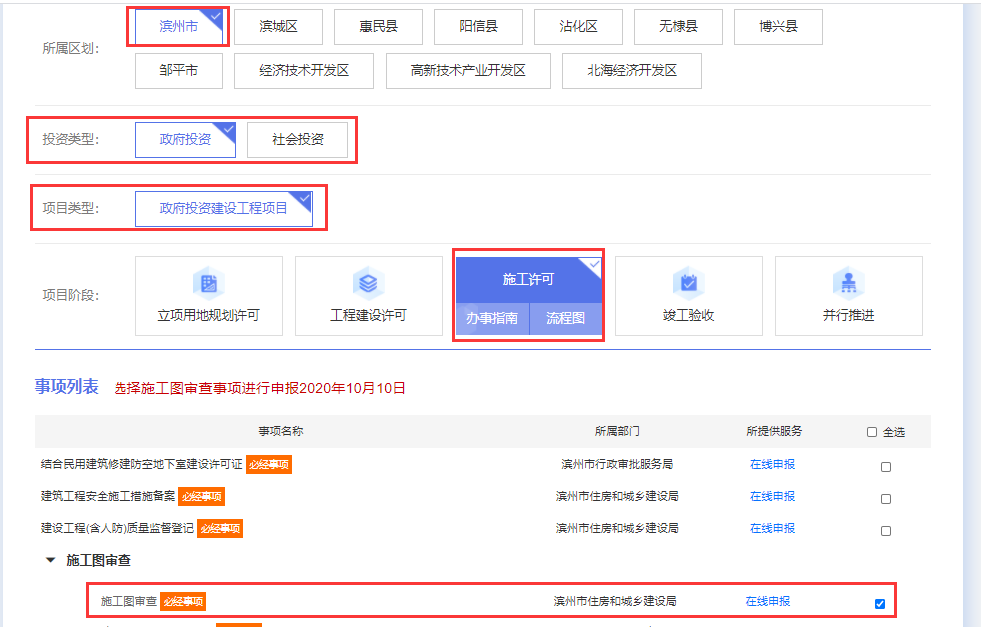 所属区划:
滨州市 滨城区 惠民县 阳信县 沾化区 无棣县 博兴县
邹平市 经济技术开发区 高新技术产业开发区 北海经济开发区
投资类型: 政府投资 社会投资
项目类型: 政府投资建设工程项目
项目阶段: 立项用地规划许可 工程建设许可 施工许可 办事指南 流程图 竣工验收 并行推进
事项列表 选择施工图审查事项进行申报2020年10月10日
事项名称 所属部门 所提供服务 全选
结合民用建筑修建防空地下室建设许可证 必经事项 滨州市行政审批服务局 在线申报
建筑工程安全施工措施备案 必经事项 滨州市住房和城乡建设局 在线申报
建设工程(含人防)质量监督登记 必经事项 滨州市住房和城乡建设局 在线申报
施工图审查
施工图审查 必经事项 滨州市住房和城乡建设局 在线申报